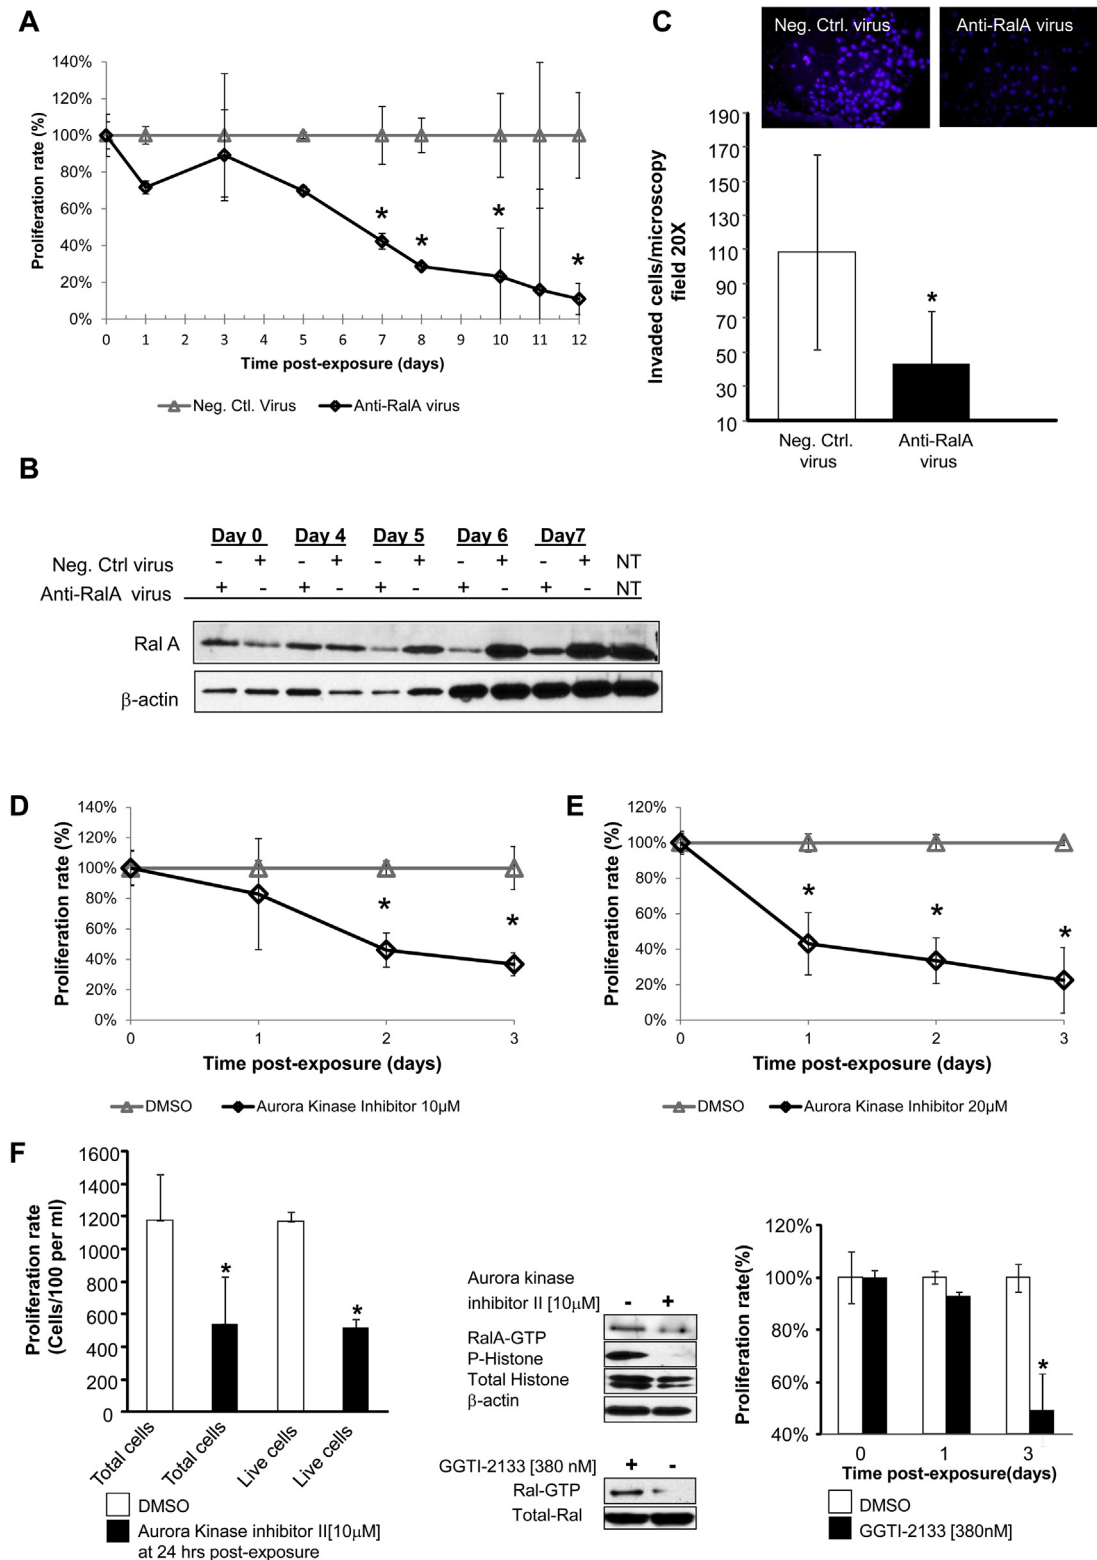 A
140%
120%
100%
80%
60%
40%
20%
0%
Proliferation rate (%)
0 1 2 3 4 5 6 7 8 9 10 11 12
Time post-exposure (days)
Neg. Ctl. Virus Anti-RalA virus
* * * *
C
Neg. Ctrl. virus Anti-RalA virus
190
170
150
130
110
90
70
50
30
10
Invaded cells/microscopy
field 20X
*
Neg. Ctrl.
virus
Anti-RalA
virus
B
Day 0 Day 4 Day 5 Day 6 Day7
Neg. Ctrl virus - + - + - + - + - + NT
Anti-RalA virus + - + - + - + - + - NT
Ral A
β-actin
D
140%
120%
100%
80%
60%
40%
20%
0%
Proliferation rate (%)
* *
0 1 2 3
Time post-exposure (days)
DMSO Aurora Kinase Inhibitor 10µM
E
120%
100%
80%
60%
40%
20%
0%
Proliferation rate (%)
* * *
0 1 2 3
Time post-exposure (days)
DMSO Aurora Kinase Inhibitor 20µM
F
1600
1400
1200
1000
800
600
400
200
0
Proliferation rate
(Cells/100 per ml)
* *
Total cells Total cells Live cells Live cells
DMSO
Aurora Kinase inhibitor II[10µM]
at 24 hrs post-exposure
Aurora kinase
inhibitor II [10µM] - +
RalA-GTP
P-Histone
Total Histone
β-actin
GGTI-2133 [380 nM] + -
Ral-GTP
Total-Ral
120%
100%
80%
60%
40%
Proliferation rate(%)
*
0 1 3
Time post-exposure(days)
DMSO
GGTI-2133 [380nM]